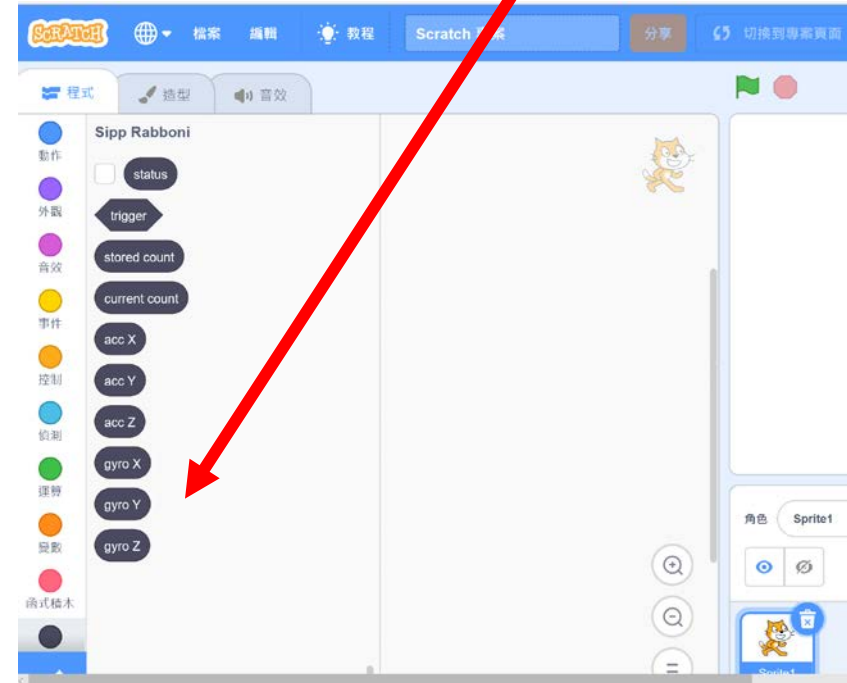 SCRATCH 檔案 編輯 教程 Scratch 分享 切換到專案頁面
程式 造型 音效
Sipp Rabboni
動作
status
外觀
trigger
音效
stored count
事件
current count
控制
acc X
偵測
acc Y
運算
acc Z
變數
gyro X
函式積木
gyro Y
gyro Z
角色 Sprite1
Sprite1